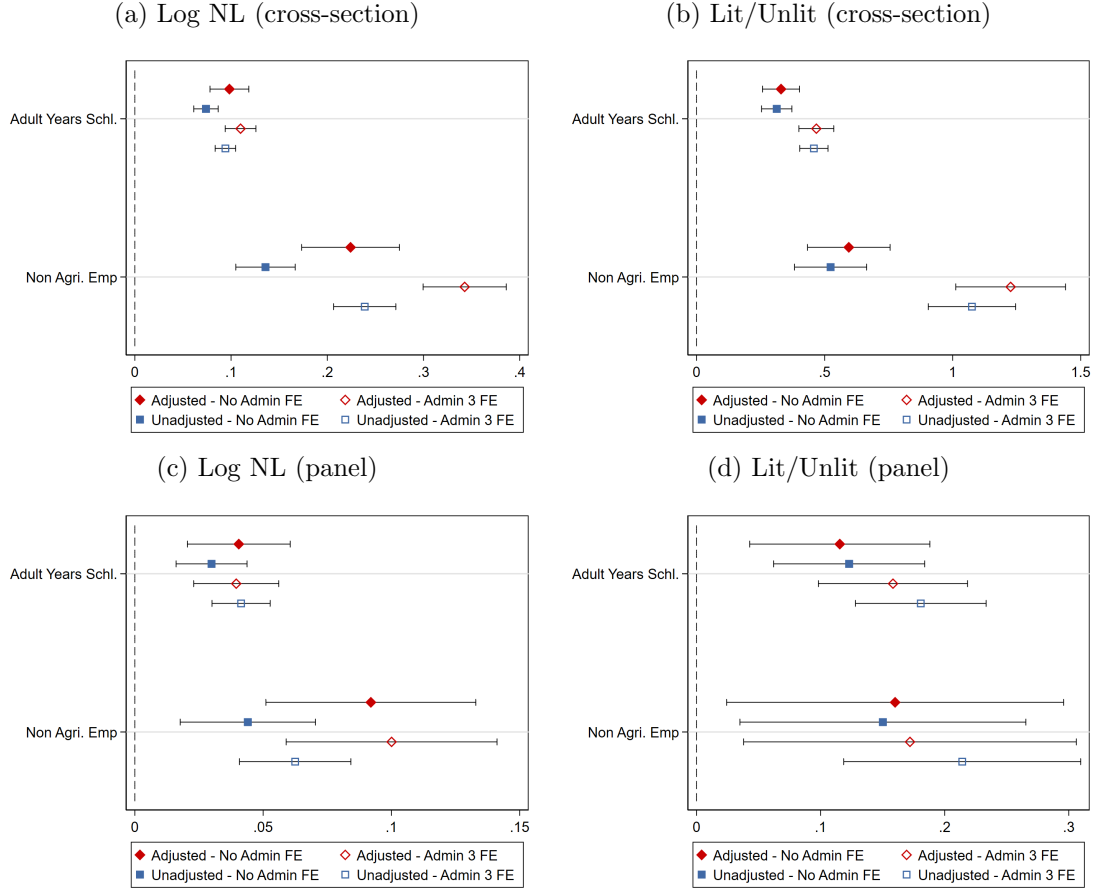 (a) Log NL (cross-section)
Adult Years Schl.
Non Agri. Emp
0 .1 .2 .3 .4
Adjusted - No Admin FE Adjusted - Admin 3 FE
Unadjusted - No Admin FE Unadjusted - Admin 3 FE
(b) Lit/Unlit (cross-section)
Adult Years Schl.
Non Agri. Emp
0 .5 1 1.5
Adjusted - No Admin FE Adjusted - Admin 3 FE
Unadjusted - No Admin FE Unadjusted - Admin 3 FE
(c) Log NL (panel)
Adult Years Schl.
Non Agri. Emp
0 .05 .1 .15
Adjusted - No Admin FE Adjusted - Admin 3 FE
Unadjusted - No Admin FE Unadjusted - Admin 3 FE
(d) Lit/Unlit (panel)
Adult Years Schl.
Non Agri. Emp
0 .1 .2 .3
Adjusted - No Admin FE Adjusted - Admin 3 FE
Unadjusted - No Admin FE Unadjusted - Admin 3 FE